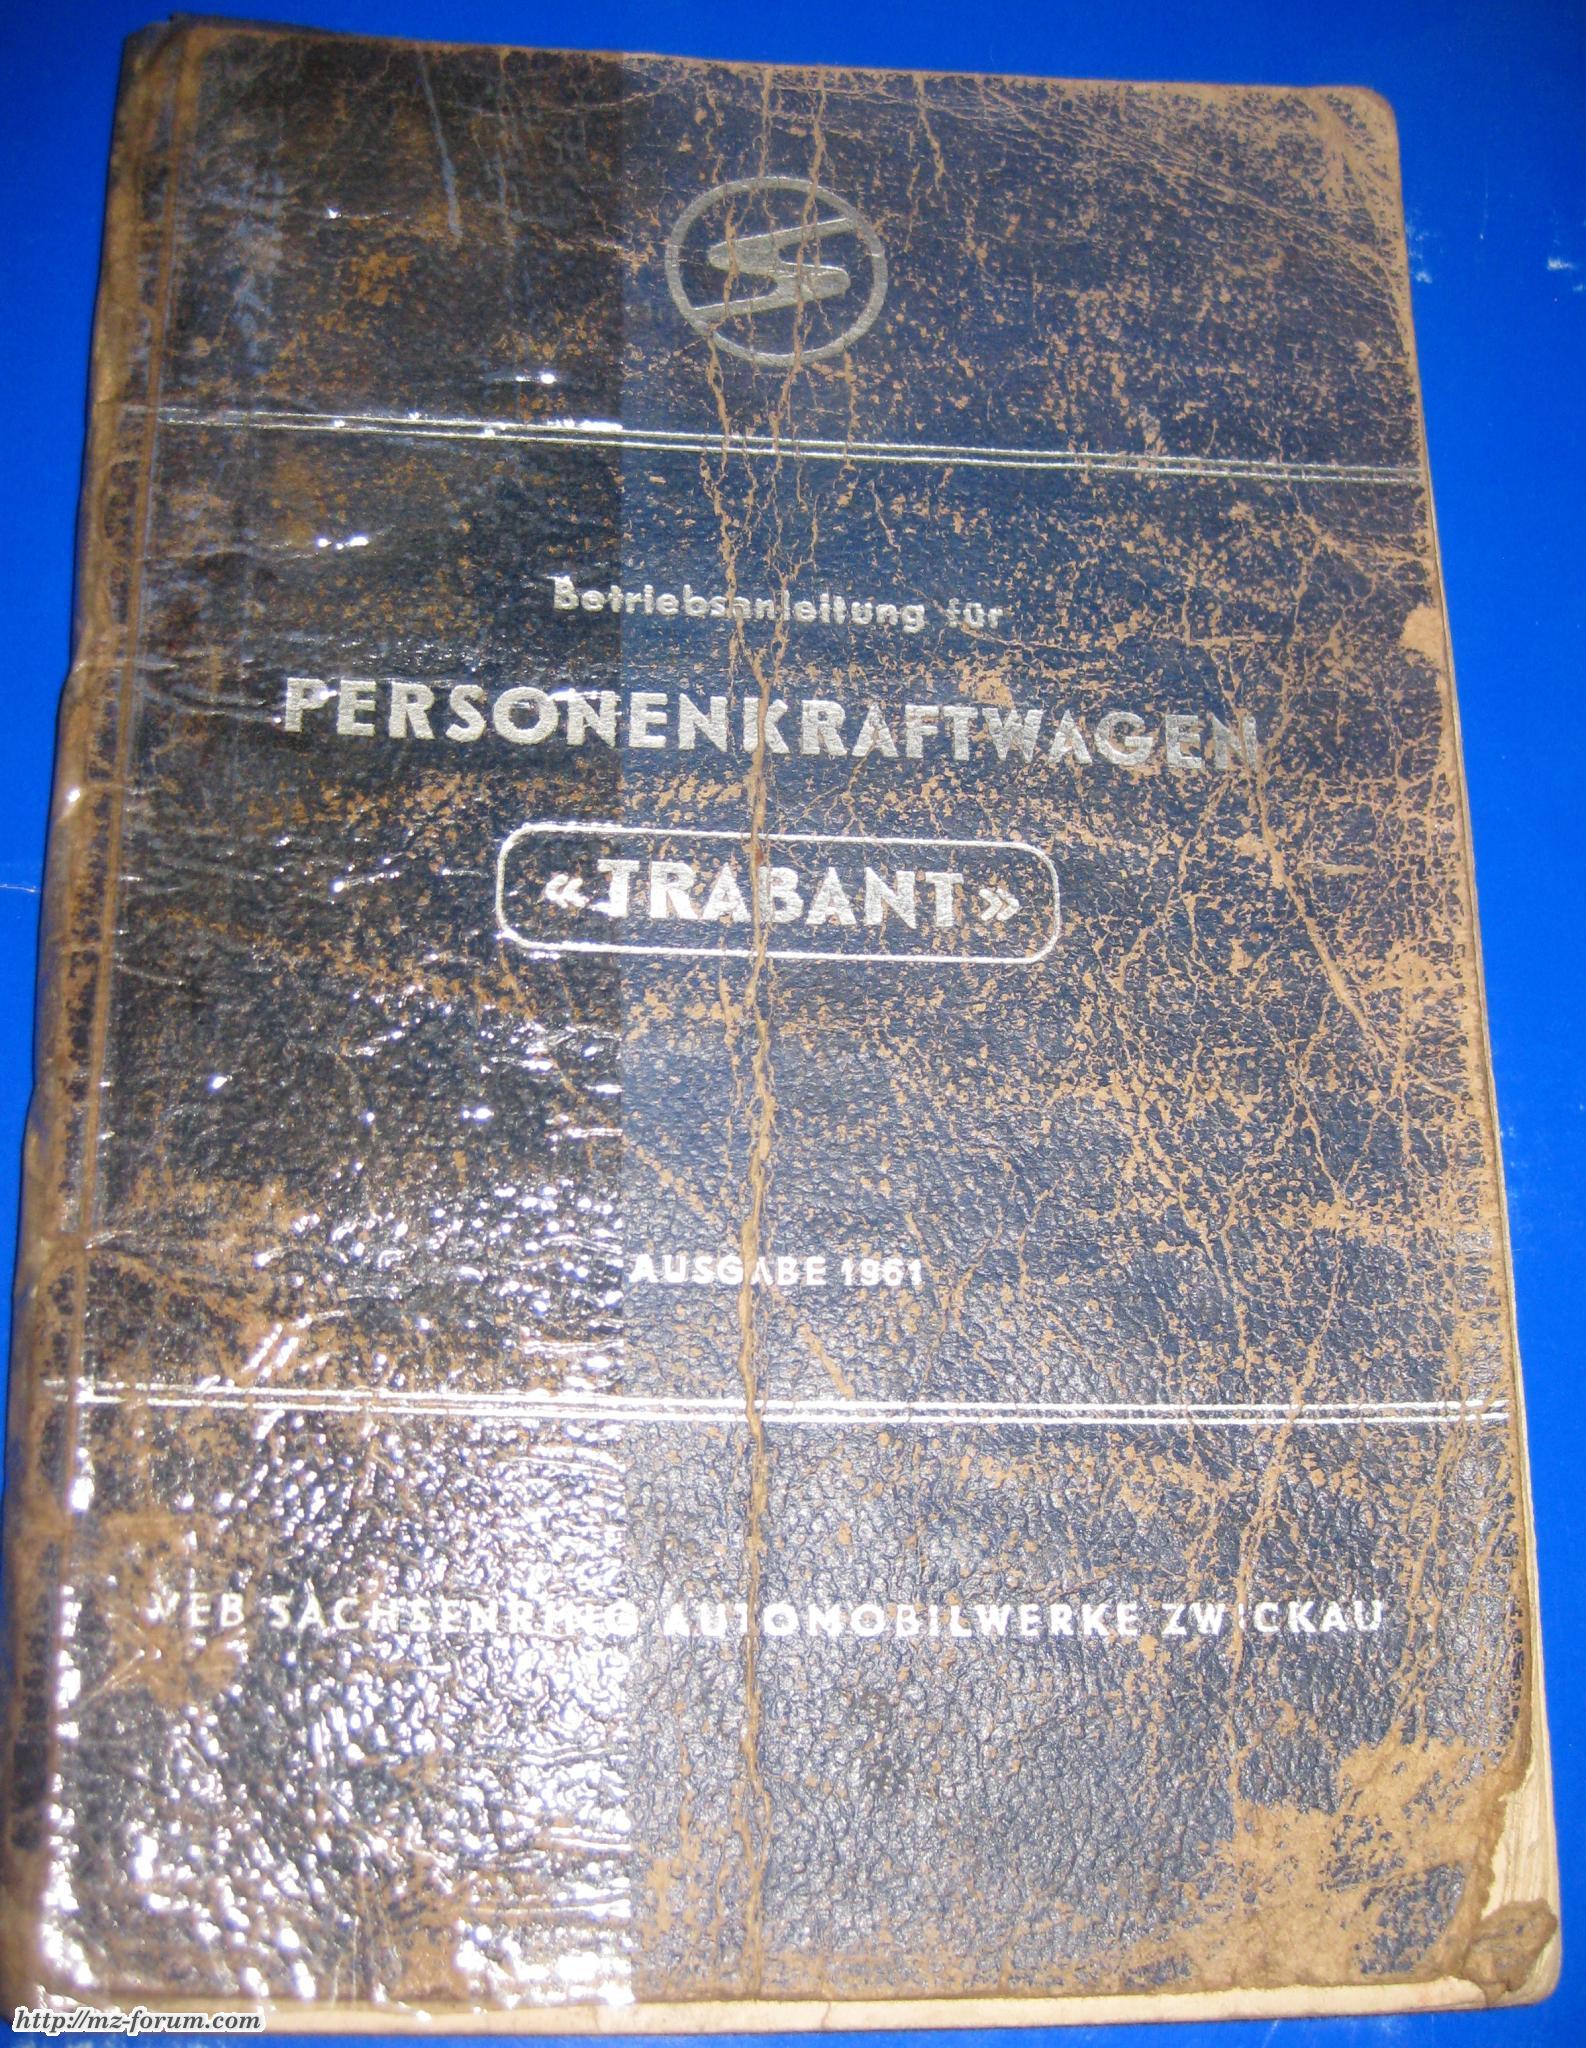 S
Betriebsanleitung für
PERSONENKRAFTWAGEN
«TRABANT»
AUSGABE 1961
VEB SACHSENRING AUTOMOBILWERKE ZWICKAU
http://mz-forum.com